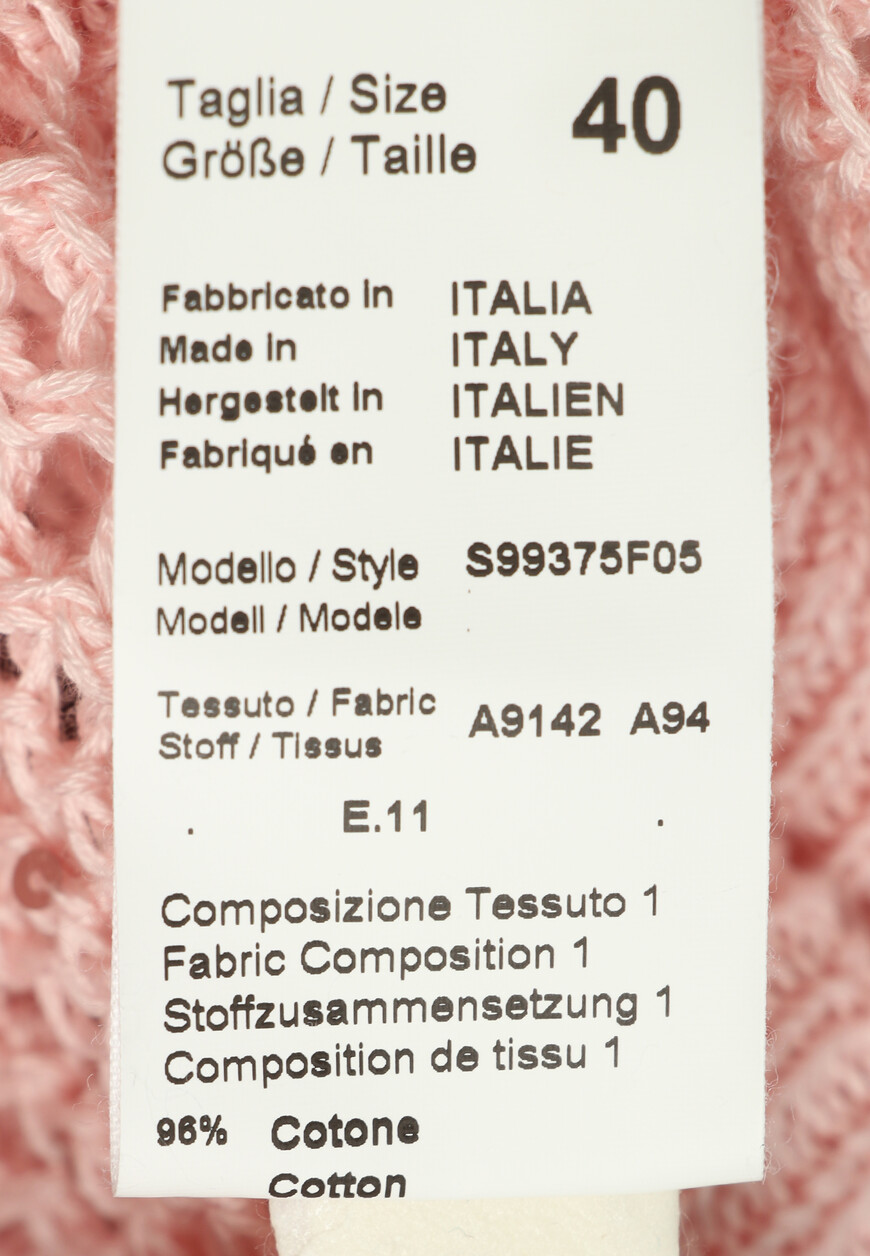 Taglia / Size 40
Größe / Taille
Fabbricato in ITALIA
Made in ITALY
Hergestelt in ITALIEN
Fabriqué en ITALIE
Modello / Style S99375F05
Modell / Modele
Tessuto / Fabric A9142 A94
Stoff / Tissus
. E.11 .
Composizione Tessuto 1
Fabric Composition 1
Stoffzusammensetzung 1
Composition de tissu 1
96% Cotone
Cotton